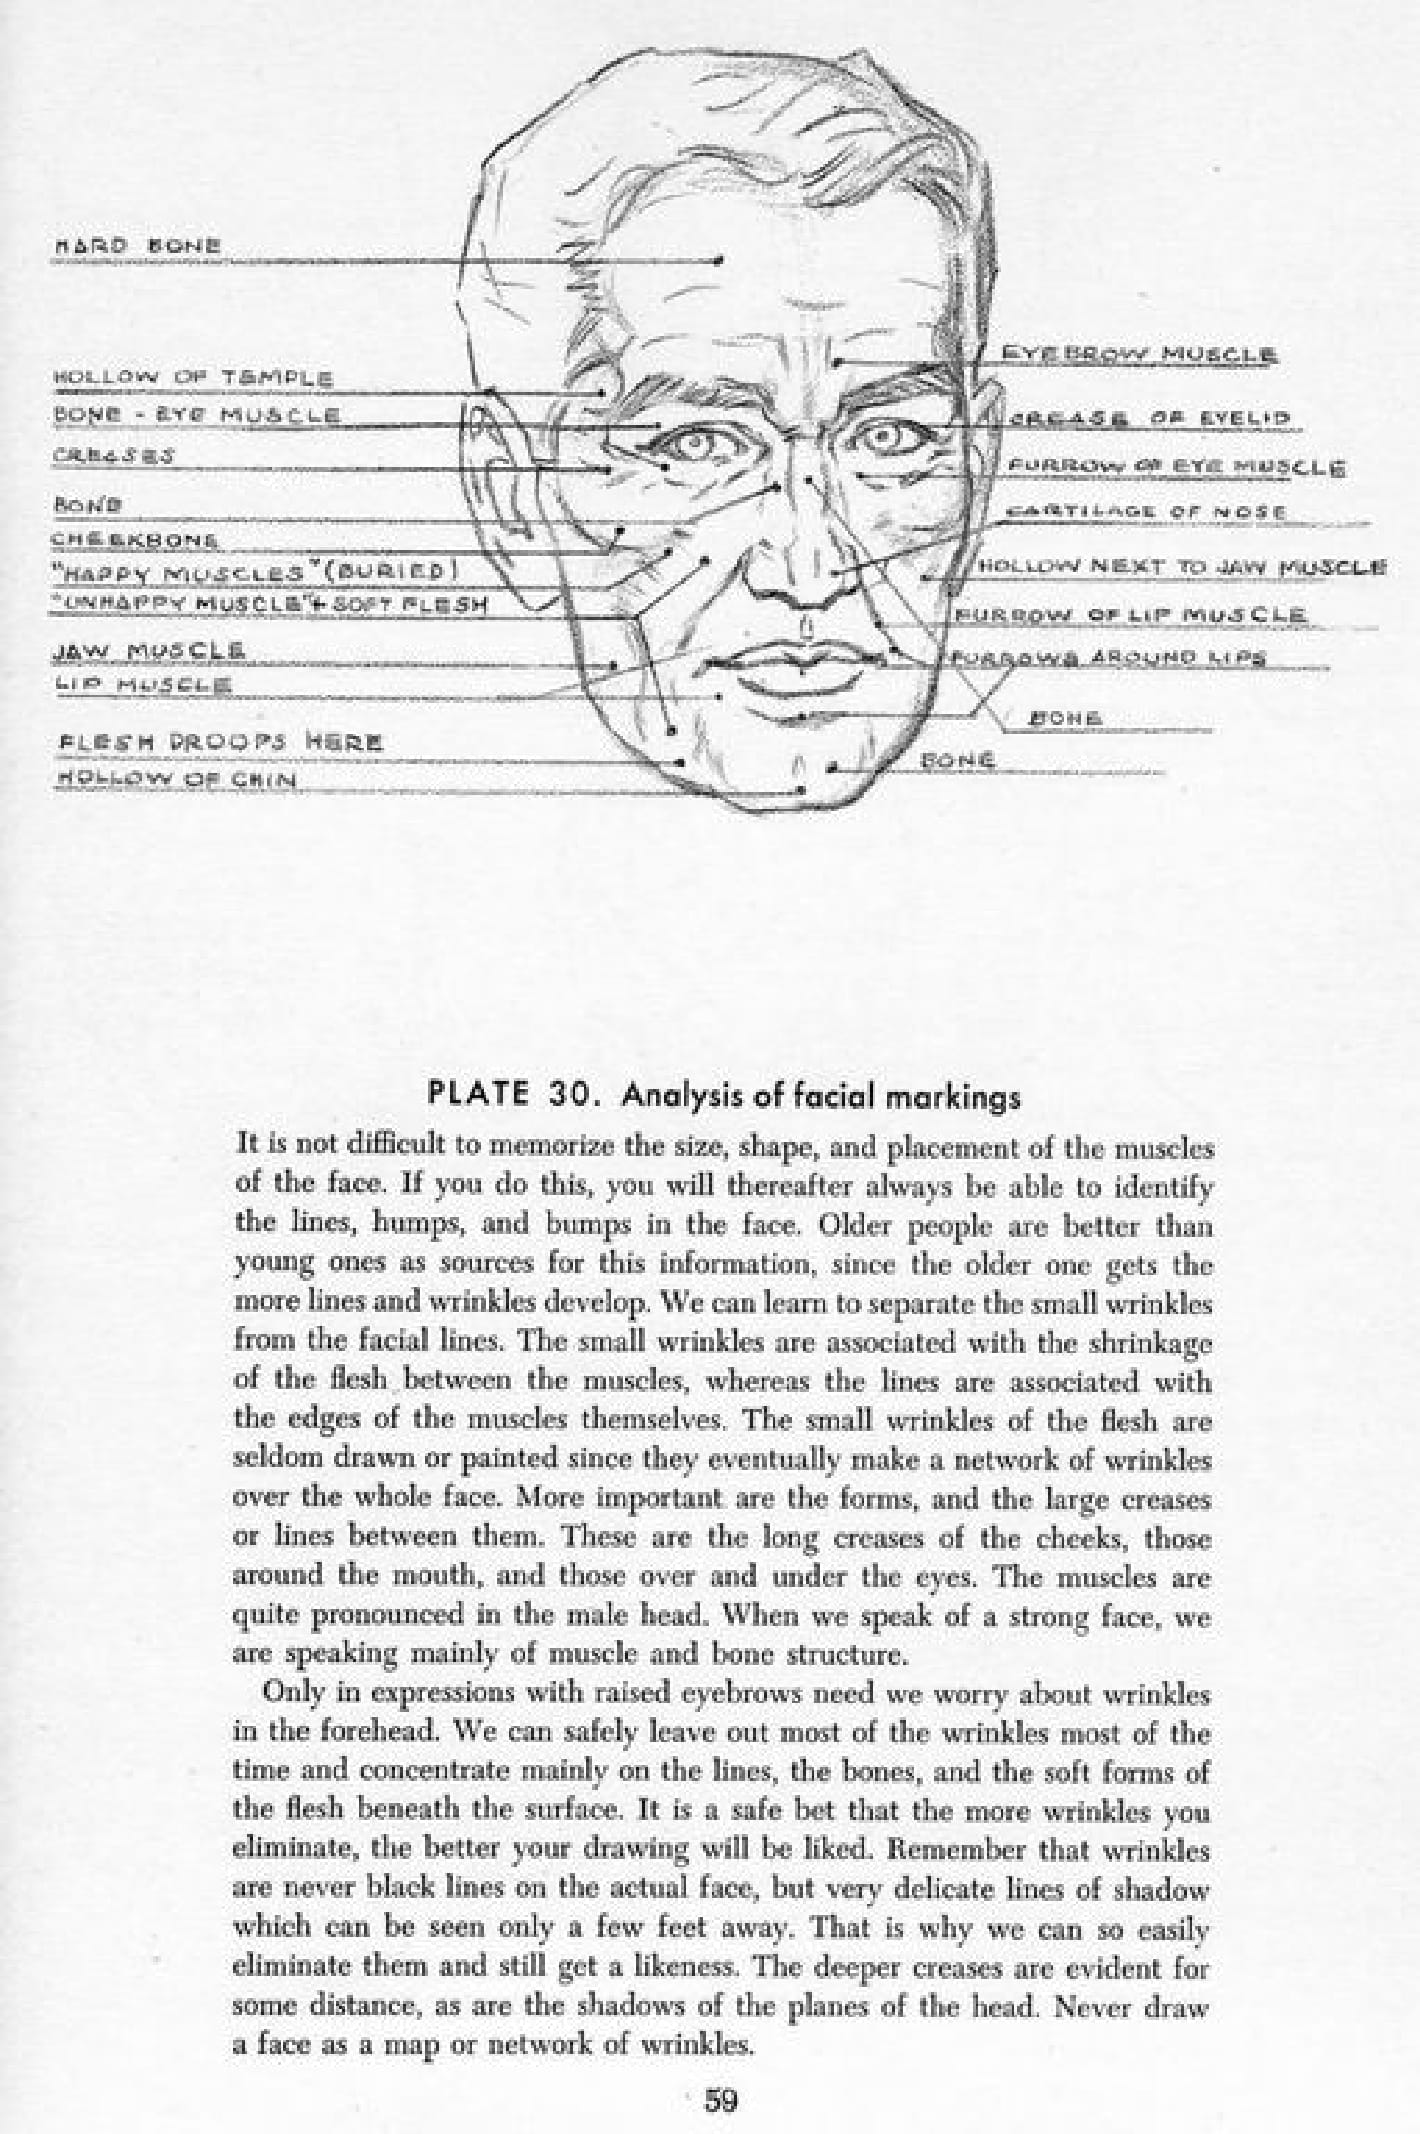 HARD BONE
HOLLOW OF TEMPLE
BONE - EYE MUSCLE
CREASES
BONE
CHEEKBONE
"HAPPY MUSCLES" (BURIED)
"UNHAPPY MUSCLE" + SOFT FLESH
JAW MUSCLE
LIP MUSCLE
FLESH DROOPS HERE
HOLLOW OF CHIN
EYEBROW MUSCLE
CREASE OF EYELID
FURROW OF EYE MUSCLE
CARTILAGE OF NOSE
HOLLOW NEXT TO JAW MUSCLE
FURROW OF LIP MUSCLE
FURROWS AROUND LIPS
BONE
BONE
PLATE 30. Analysis of facial markings
It is not difficult to memorize the size, shape, and placement of the muscles
of the face. If you do this, you will thereafter always be able to identify
the lines, humps, and bumps in the face. Older people are better than
young ones as sources for this information, since the older one gets the
more lines and wrinkles develop. We can learn to separate the small wrinkles
from the facial lines. The small wrinkles are associated with the shrinkage
of the flesh between the muscles, whereas the lines are associated with
the edges of the muscles themselves. The small wrinkles of the flesh are
seldom drawn or painted since they eventually make a network of wrinkles
over the whole face. More important are the forms, and the large creases
or lines between them. These are the long creases of the cheeks, those
around the mouth, and those over and under the eyes. The muscles are
quite pronounced in the male head. When we speak of a strong face, we
are speaking mainly of muscle and bone structure.
Only in expressions with raised eyebrows need we worry about wrinkles
in the forehead. We can safely leave out most of the wrinkles most of the
time and concentrate mainly on the lines, the bones, and the soft forms of
the flesh beneath the surface. It is a safe bet that the more wrinkles you
eliminate, the better your drawing will be liked. Remember that wrinkles
are never black lines on the actual face, but very delicate lines of shadow
which can be seen only a few feet away. That is why we can so easily
eliminate them and still get a likeness. The deeper creases are evident for
some distance, as are the shadows of the planes of the head. Never draw
a face as a map or network of wrinkles.
59